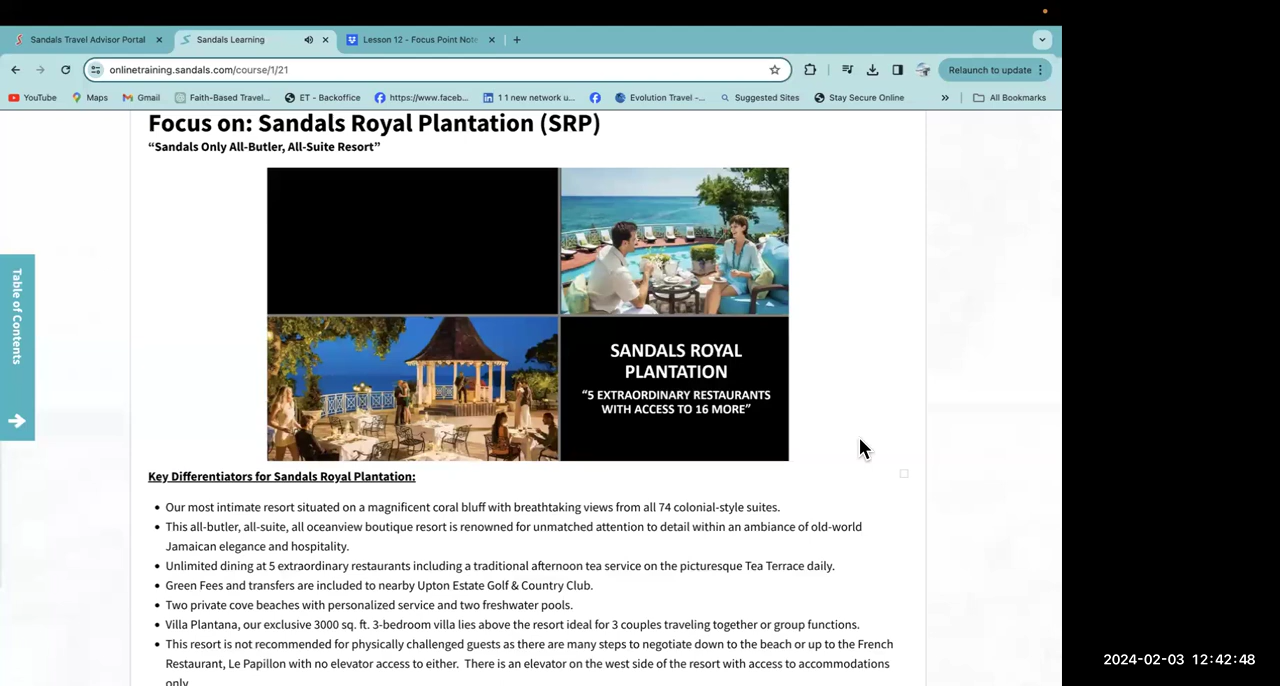 Sandals Travel Advisor Portal
Sandals Learning
Lesson 12 - Focus Point Not
onlinetraining.sandals.com/course/1/21
Relaunch to update
YouTube
Maps
Gmail
Faith-Based Travel...
ET - Backoffice
https://www.faceb...
1 1 new network u...
Evolution Travel -...
Suggested Sites
Stay Secure Online
»
All Bookmarks
Focus on: Sandals Royal Plantation (SRP)
“Sandals Only All-Butler, All-Suite Resort”
SANDALS ROYAL
PLANTATION
“5 EXTRAORDINARY RESTAURANTS
WITH ACCESS TO 16 MORE”
Table of Contents
Key Differentiators for Sandals Royal Plantation:
• Our most intimate resort situated on a magnificent coral bluff with breathtaking views from all 74 colonial-style suites.
• This all-butler, all-suite, all oceanview boutique resort is renowned for unmatched attention to detail within an ambiance of old-world
Jamaican elegance and hospitality.
• Unlimited dining at 5 extraordinary restaurants including a traditional afternoon tea service on the picturesque Tea Terrace daily.
• Green Fees and transfers are included to nearby Upton Estate Golf & Country Club.
• Two private cove beaches with personalized service and two freshwater pools.
• Villa Plantana, our exclusive 3000 sq. ft. 3-bedroom villa lies above the resort ideal for 3 couples traveling together or group functions.
• This resort is not recommended for physically challenged guests as there are many steps to negotiate down to the beach or up to the French
Restaurant, Le Papillon with no elevator access to either. There is an elevator on the west side of the resort with access to accommodations
only.
2024-02-03 12:42:48